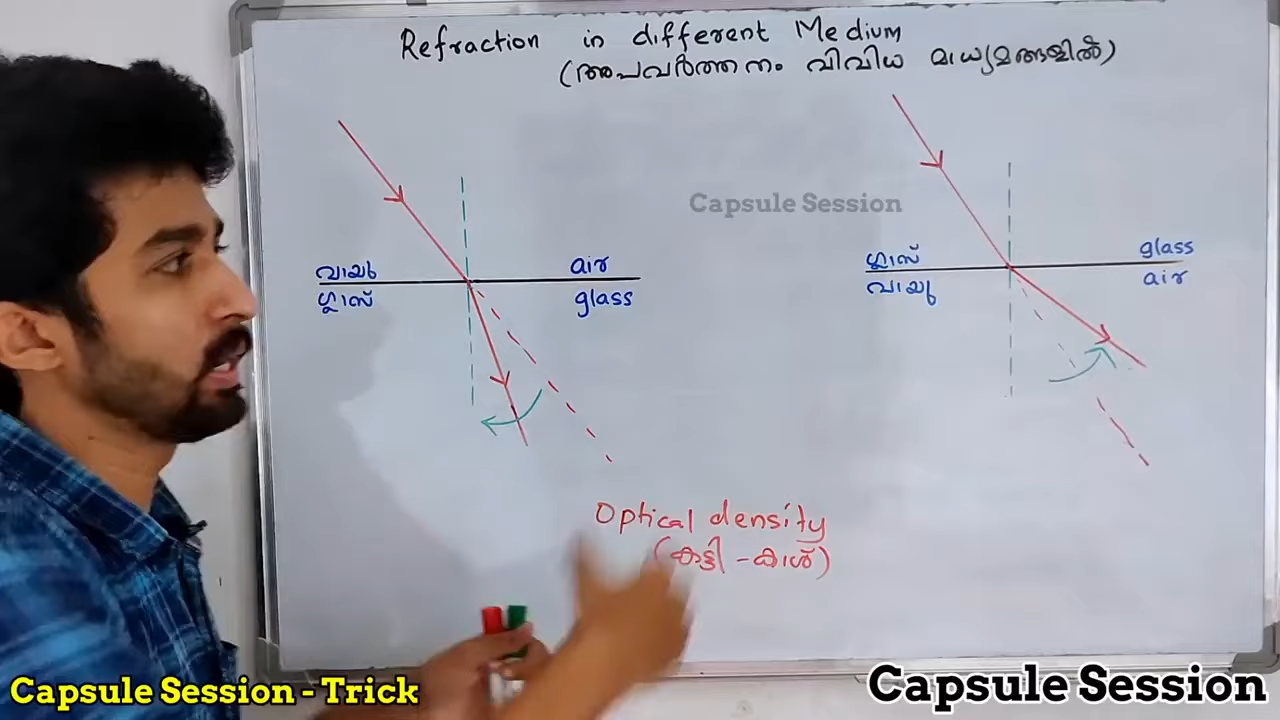 Refraction in different Medium
(അപവർത്തനം വിവിധ മാധ്യമങ്ങളിൽ)
Capsule Session
വായു
air
ഗ്ലാസ്
glass
ഗ്ലാസ്
glass
വായു
air
Optical density
(കട്ടി -
Capsule Session - Trick
Capsule Session